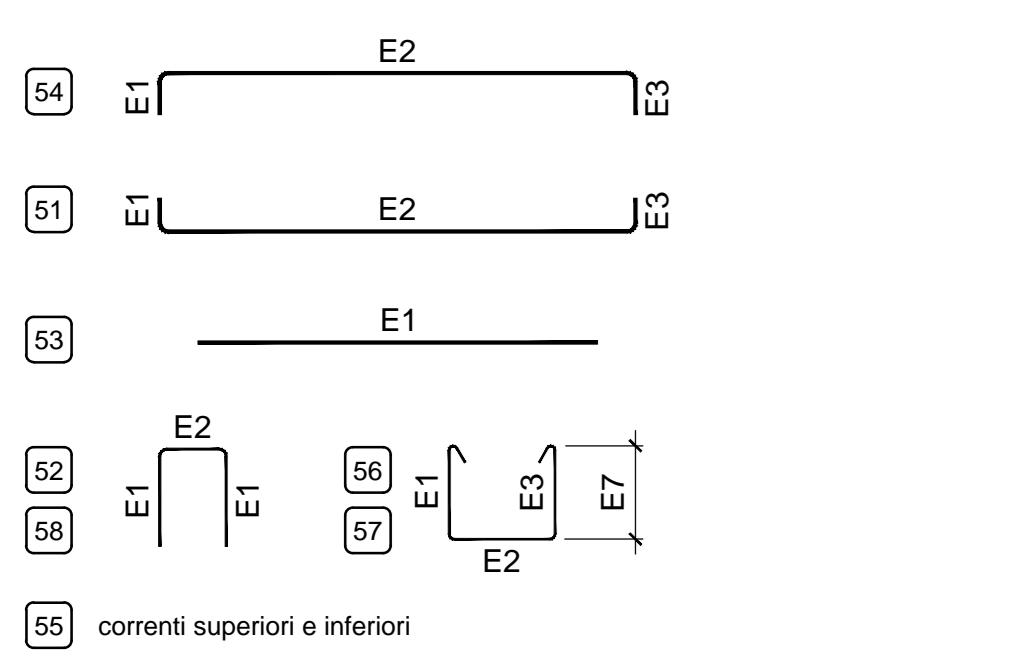 E2
54 E1 E3
51 E1 E2 E3
E1
53
E2
52 56
E1 E1 E1 E3 E7
58 57
E2
55 correnti superiori e inferiori